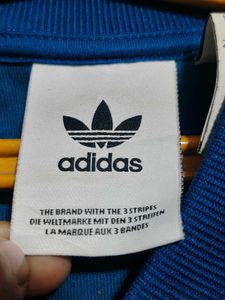 adidas
THE BRAND WITH THE 3 STRIPES
DIE WELTMARKE MIT DEN 3 STREIFEN
LA MARQUE AUX 3 BANDES